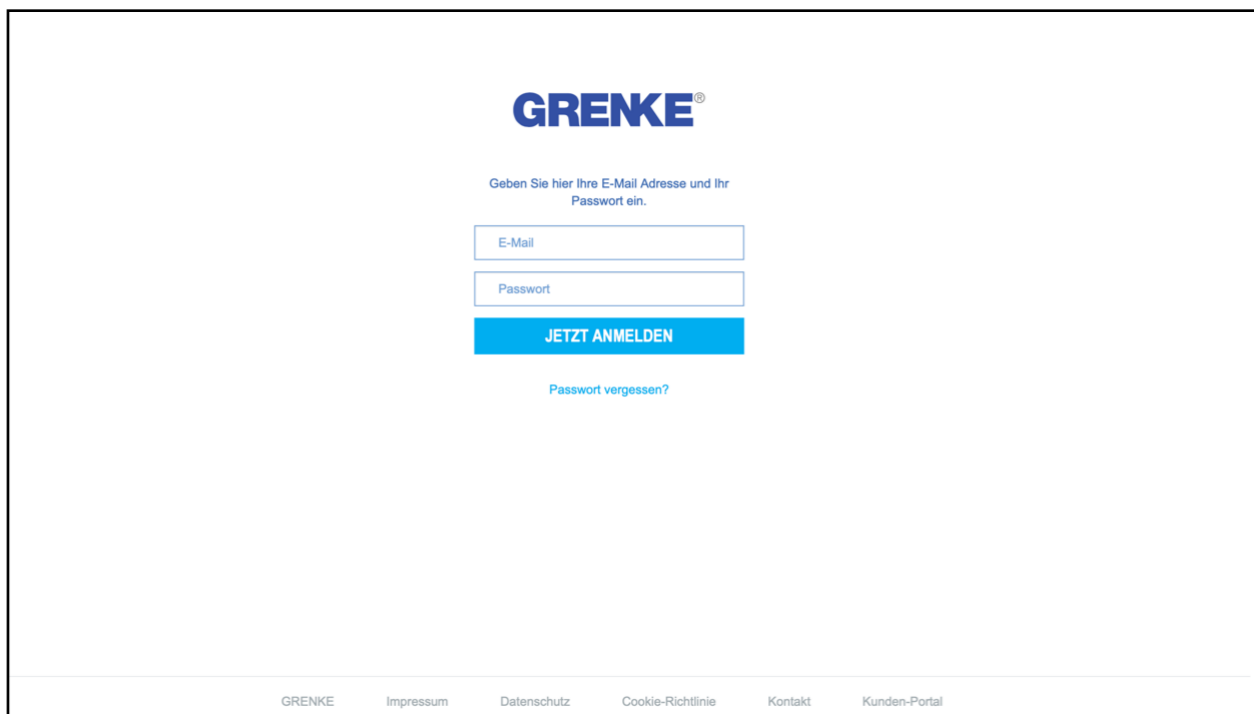 GRENKE®
Geben Sie hier Ihre E-Mail Adresse und Ihr
Passwort ein.
E-Mail
Passwort
JETZT ANMELDEN
Passwort vergessen?
GRENKE Impressum Datenschutz Cookie-Richtlinie Kontakt Kunden-Portal